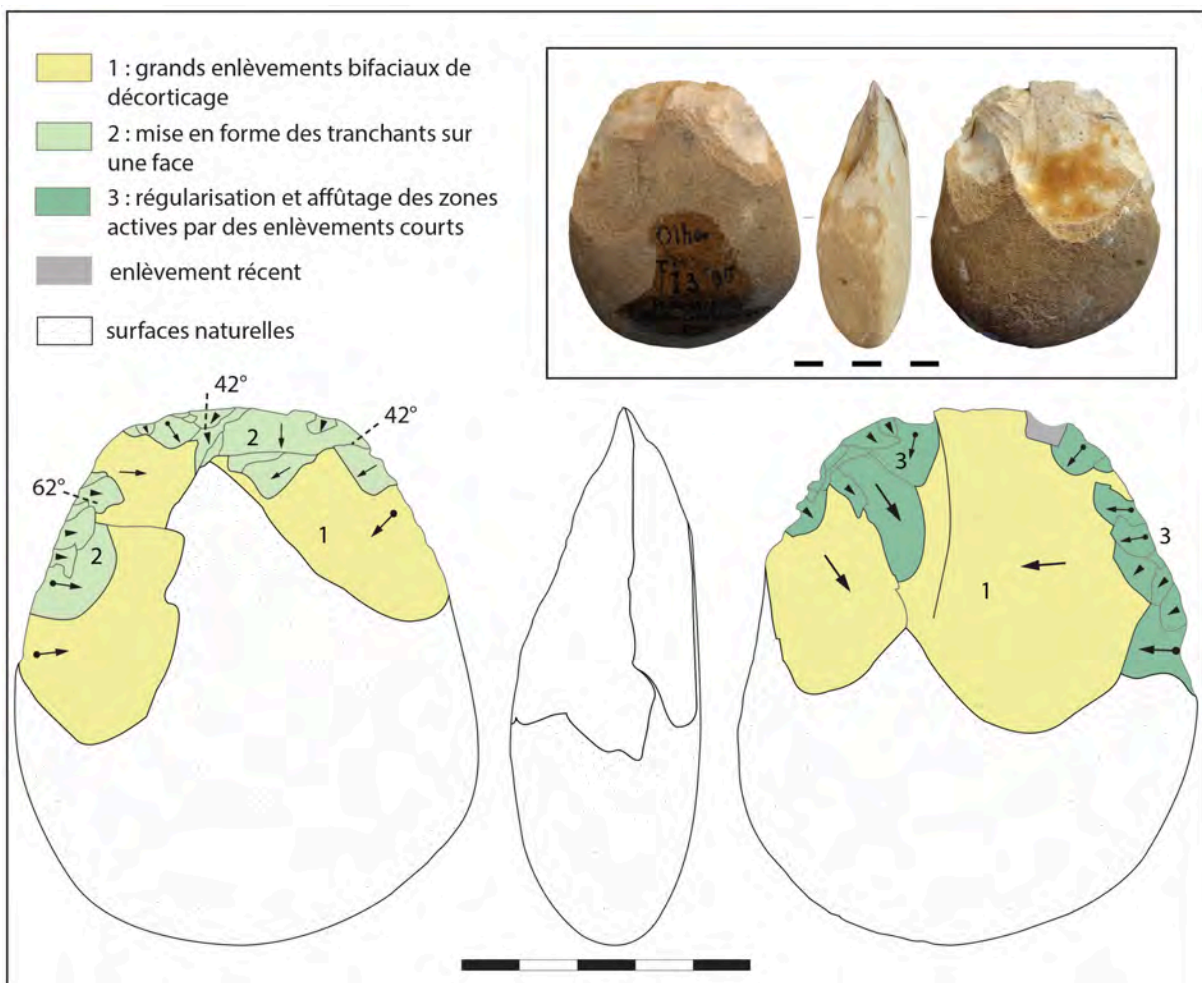 1 : grands enlèvements bifaciaux de
décorticage
2 : mise en forme des tranchants sur
une face
3 : régularisation et affûtage des zones
actives par des enlèvements courts
enlèvement récent
surfaces naturelles
42°
42°
2
62°
2
1
3
3
1